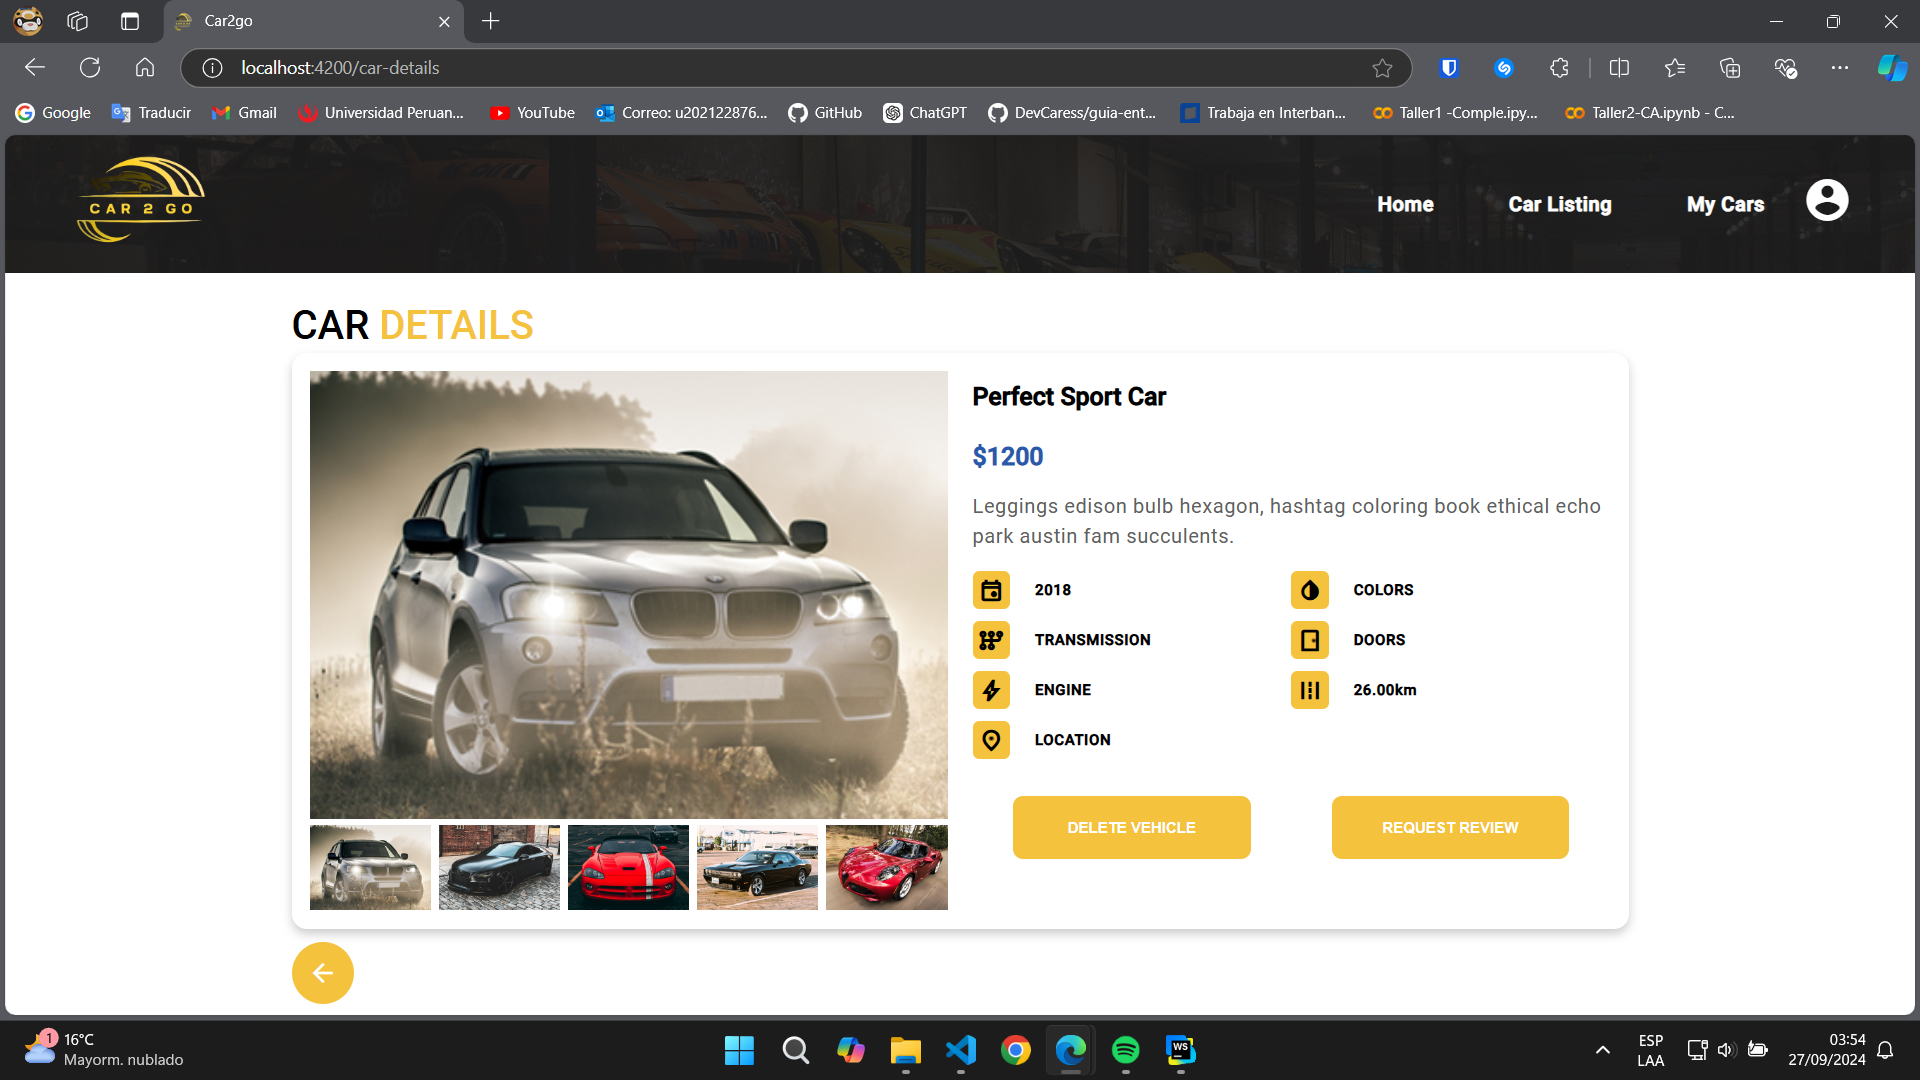 Car2go
localhost:4200/car-details
Google
Traducir
Gmail
Universidad Peruan...
YouTube
Correo: u202122876...
GitHub
ChatGPT
DevCaress/guia-ent...
Trabaja en Interban...
Taller1 -Comple.ipy...
Taller2-CA.ipynb - C...
CAR 2 GO
Home
Car Listing
My Cars
CAR DETAILS
Perfect Sport Car
$1200
Leggings edison bulb hexagon, hashtag coloring book ethical echo
park austin fam succulents.
2018
COLORS
TRANSMISSION
DOORS
ENGINE
26.00km
LOCATION
DELETE VEHICLE
REQUEST REVIEW
1
16°C
Mayorm. nublado
WS
ESP
LAA
03:54
27/09/2024